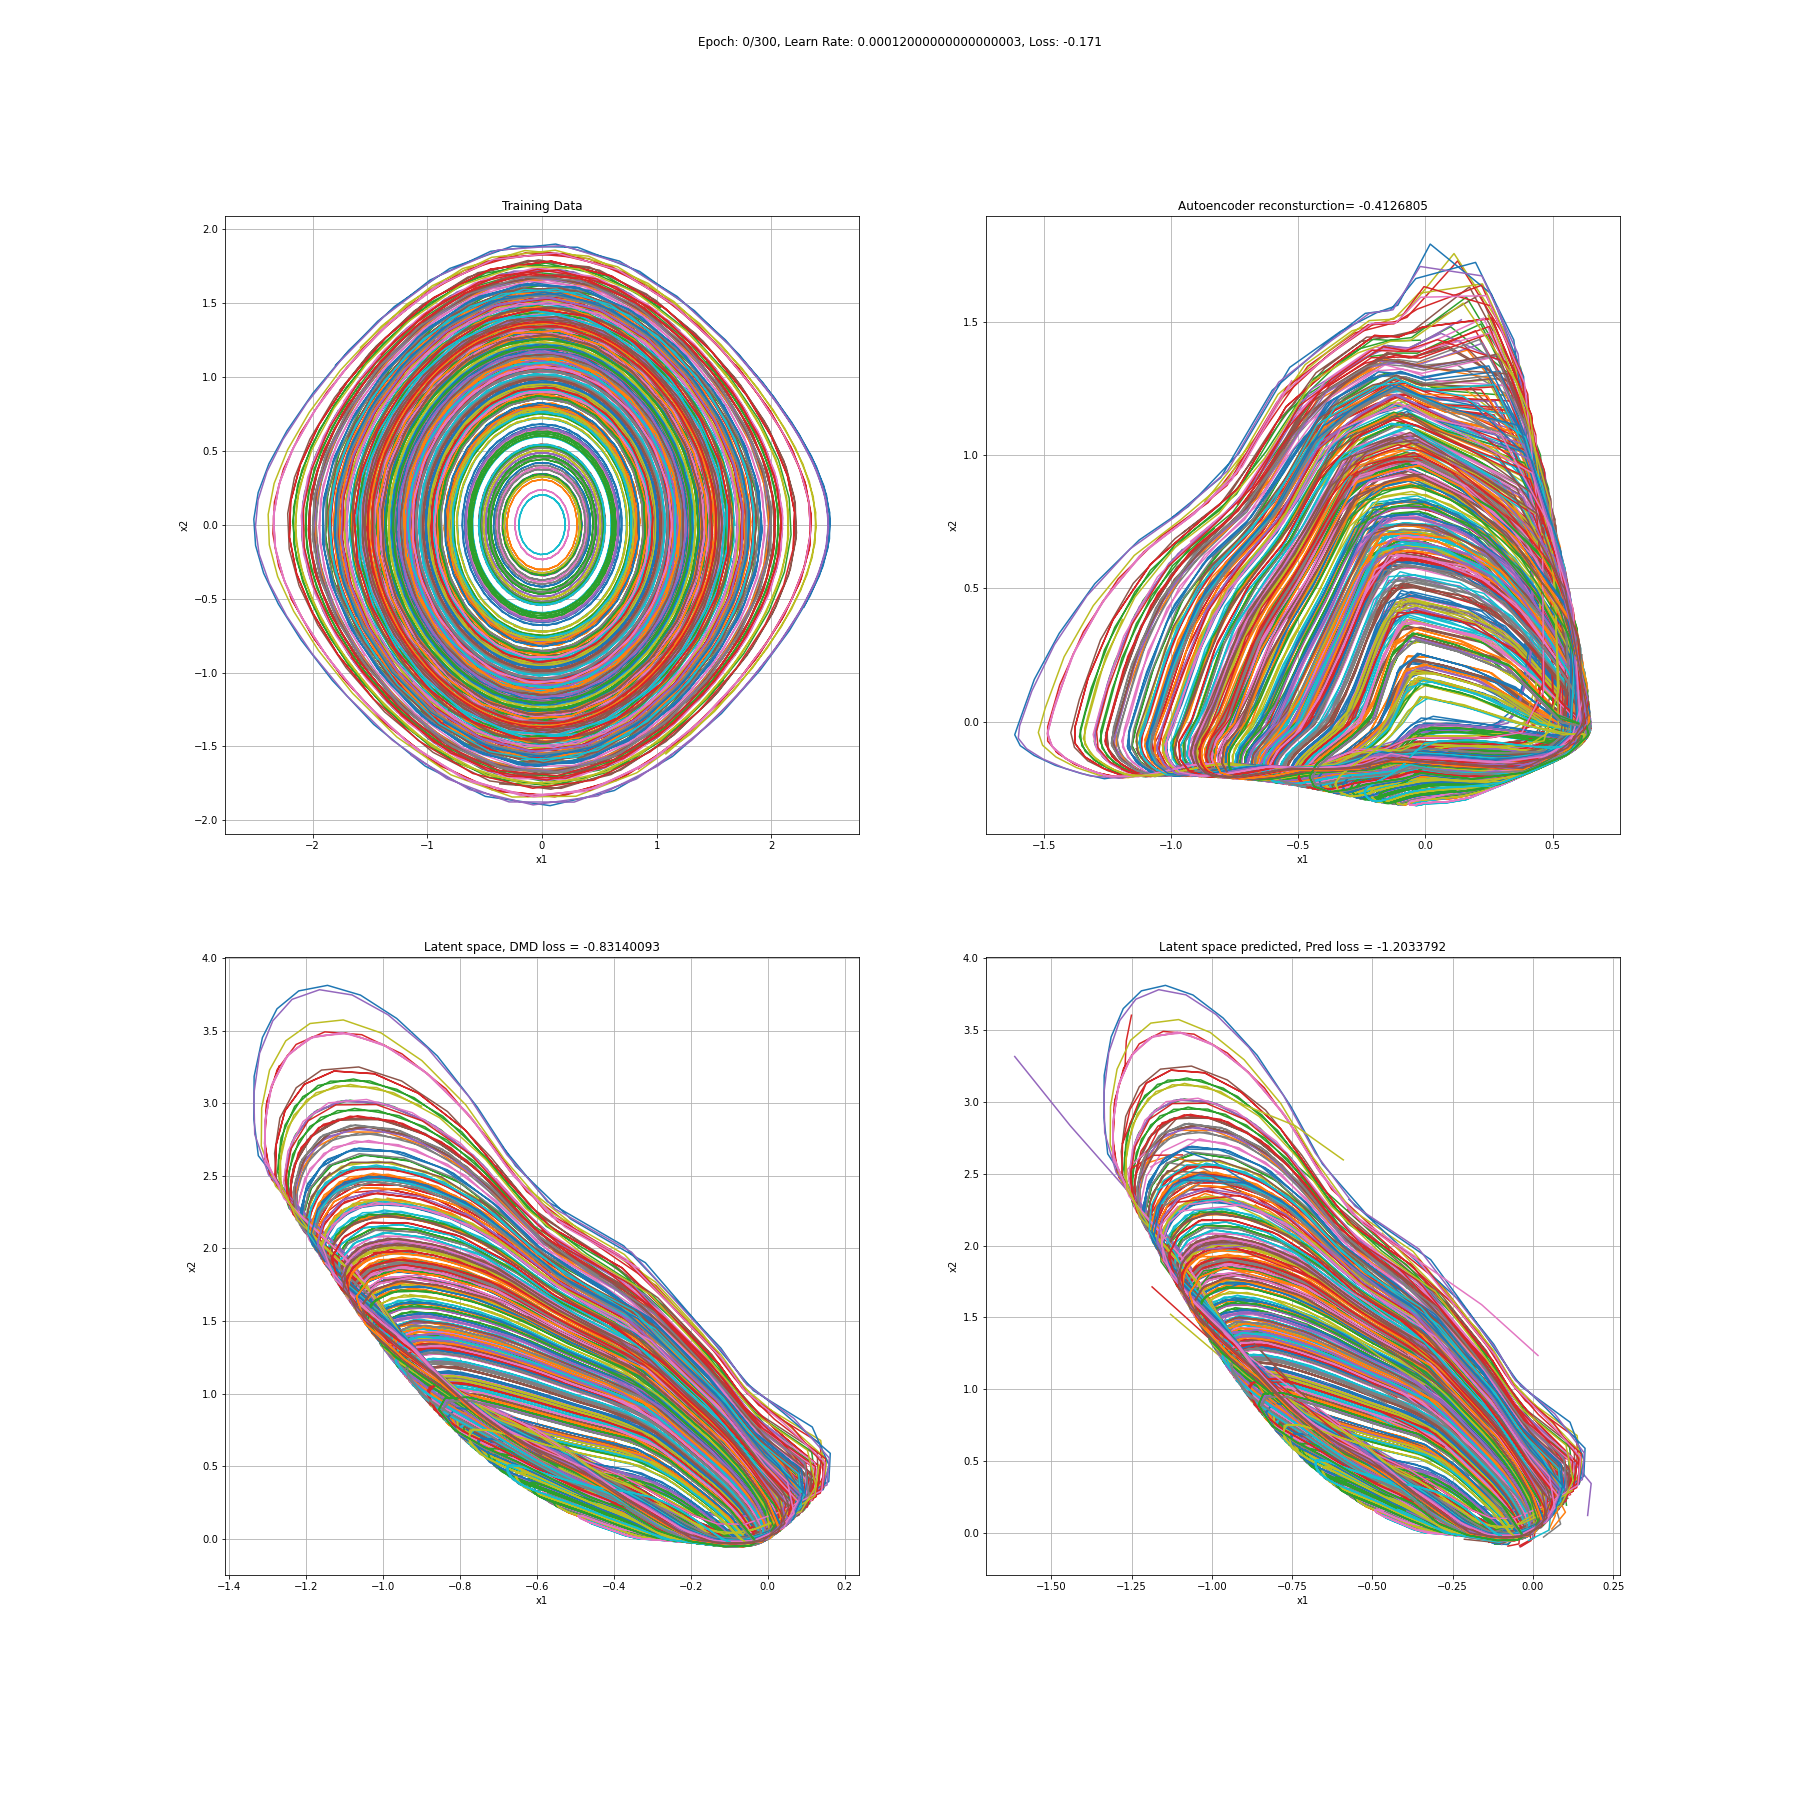 Epoch: 0/300, Learn Rate: 0.00012000000000000003, Loss: -0.171
Training Data
x2
2.0
1.5
1.0
0.5
0.0
−0.5
−1.0
−1.5
−2.0
−2 −1 0 1 2
x1
Autoencoder reconsturction= -0.4126805
x2
1.5
1.0
0.5
0.0
−1.5 −1.0 −0.5 0.0 0.5
x1
Latent space, DMD loss = -0.83140093
x2
4.0
3.5
3.0
2.5
2.0
1.5
1.0
0.5
0.0
−1.4 −1.2 −1.0 −0.8 −0.6 −0.4 −0.2 0.0 0.2
x1
Latent space predicted, Pred loss = -1.2033792
x2
4.0
3.5
3.0
2.5
2.0
1.5
1.0
0.5
0.0
−1.50 −1.25 −1.00 −0.75 −0.50 −0.25 0.00 0.25
x1